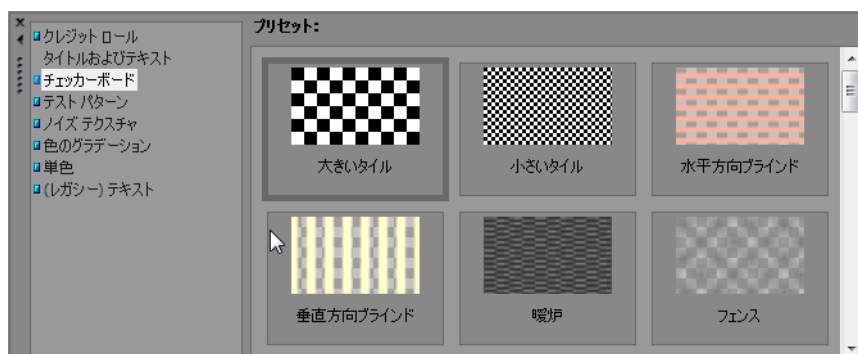 クレジット ロール
タイトルおよびテキスト
チェッカーボード
テスト パターン
ノイズ テクスチャ
色のグラデーション
単色
(レガシー) テキスト
プリセット:
大きいタイル
小さいタイル
水平方向ブラインド
垂直方向ブラインド
暖炉
フェンス